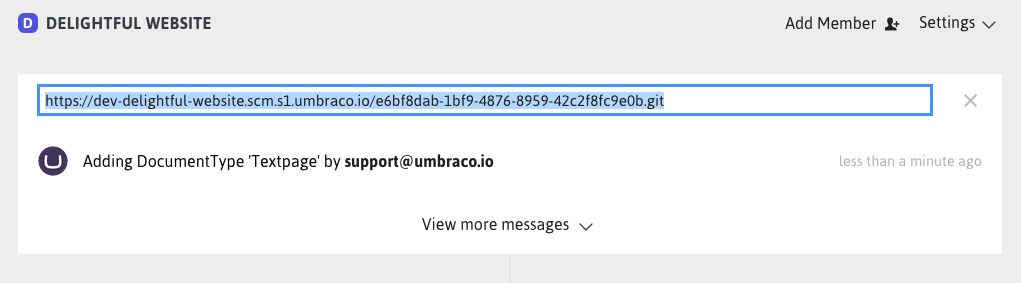 D DELIGHTFUL WEBSITE
Add Member Settings
https://dev-delightful-website.scm.s1.umbraco.io/e6bf8dab-1bf9-4876-8959-42c2f8fc9e0b.git
Adding DocumentType 'Textpage' by support@umbraco.io less than a minute ago
View more messages